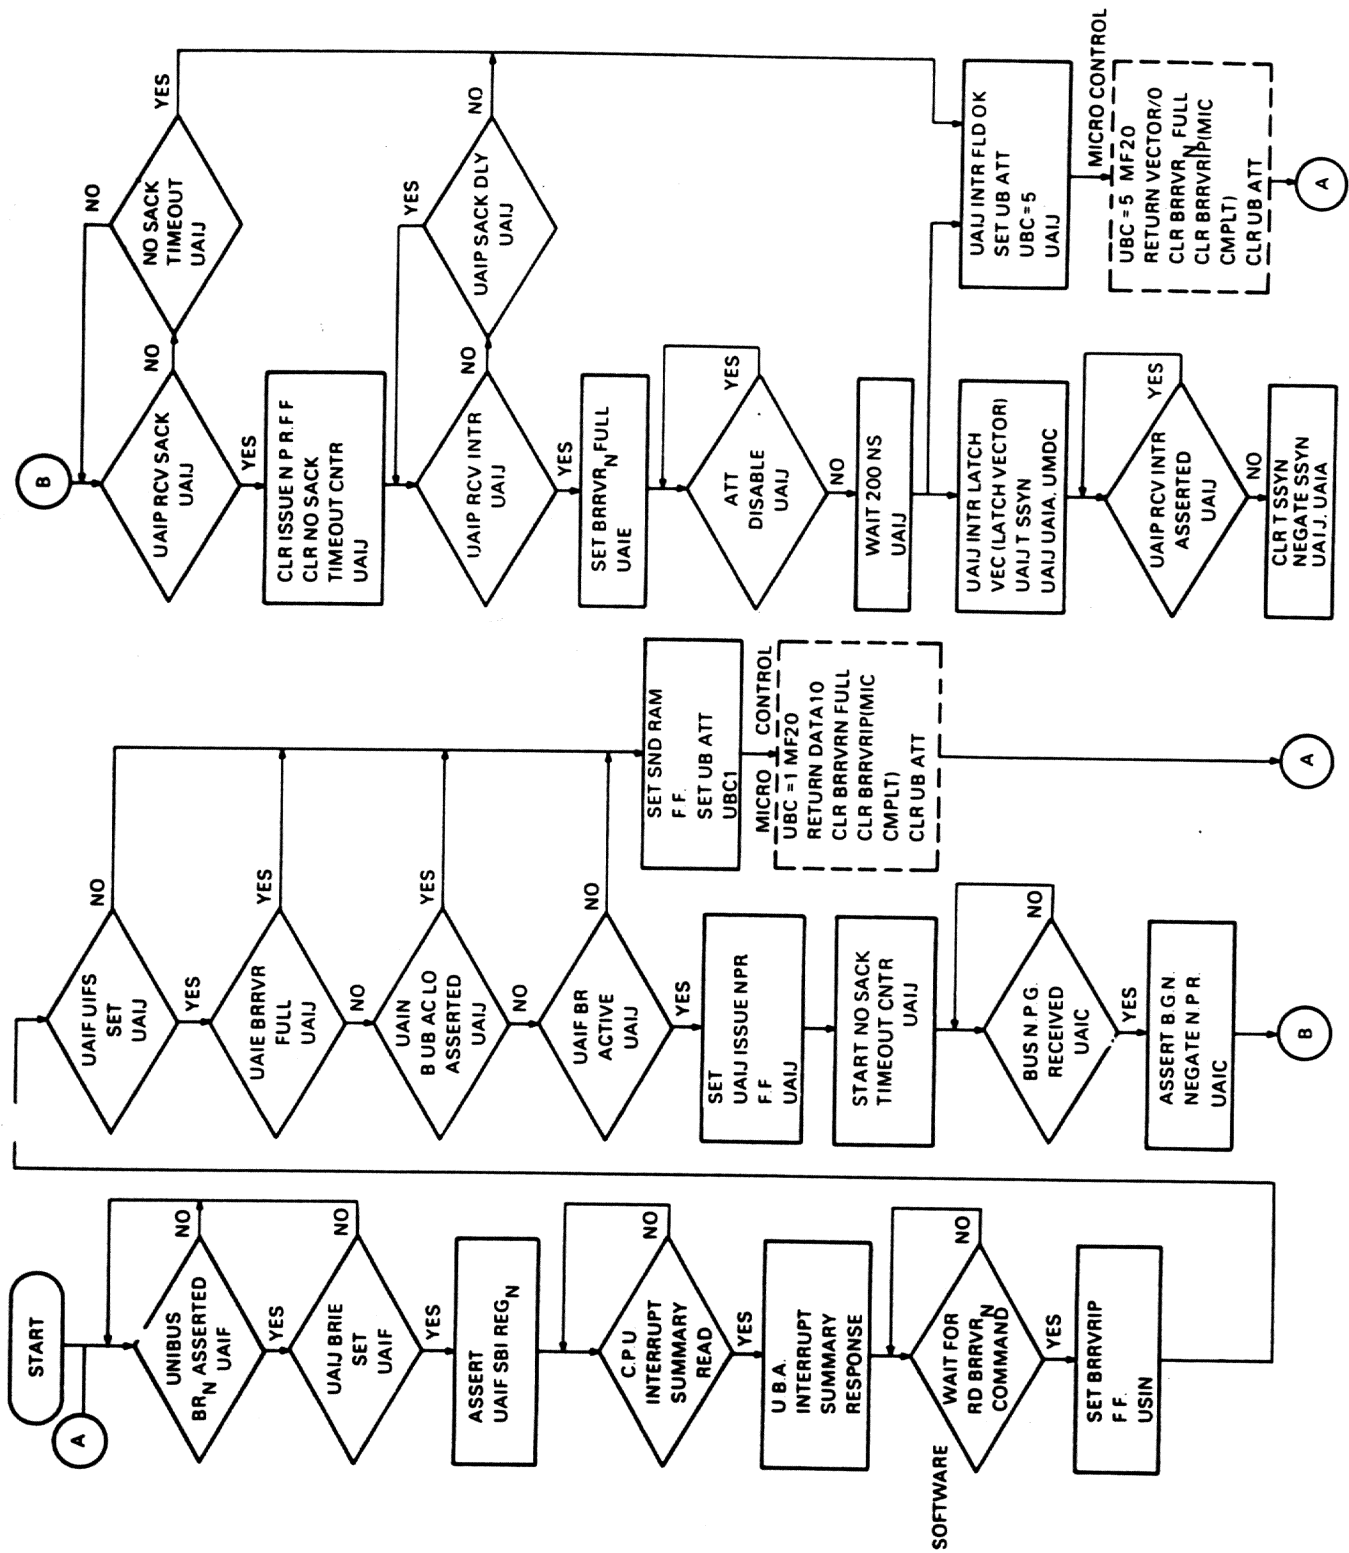 START
A
UNIBUS
BRN ASSERTED
UAIF
NO
YES
UAIJ BRIE
SET
UAIF
NO
YES
ASSERT
UAIF SBI REGN
C.P.U.
INTERRUPT
SUMMARY
READ
NO
YES
U.B.A.
INTERRUPT
SUMMARY
RESPONSE
SOFTWARE
WAIT FOR
RD BRRVRN
COMMAND
NO
YES
SET BRRVRIP
F F.
USIN
UAIF UIFS
SET
UAIJ
NO
YES
UAIE BRRVR
FULL
UAIJ
YES
NO
UAIN
B UB AC LO
ASSERTED
UAIJ
YES
NO
UAIF BR
ACTIVE
UAIJ
NO
YES
SET SND RAM
F F.
SET UB ATT
UBC1
MICRO CONTROL
UBC =1 MF20
RETURN DATA10
CLR BRRVRN FULL
CLR BRRVRIP(MIC
CMPLT)
CLR UB ATT
A
SET
UAIJ ISSUE NPR
F.F
UAIJ
START NO SACK
TIMEOUT CNTR
UAIJ
BUS N P.G.
RECEIVED
UAIC
NO
YES
ASSERT B.G.N.
NEGATE N.P.R.
UAIC
B
B
UAIP RCV SACK
UAIJ
NO
YES
NO SACK
TIMEOUT
UAIJ
NO
YES
CLR ISSUE N P R.F F
CLR NO SACK
TIMEOUT CNTR
UAIJ
UAIP RCV INTR
UAIJ
NO
YES
UAIP SACK DLY
UAIJ
YES
NO
SET BRRVRN FULL
UAIE
ATT
DISABLE
UAIJ
YES
NO
WAIT 200 NS
UAIJ
UAIJ INTR LATCH
VEC (LATCH VECTOR)
UAIJ T SSYN
UAIJ UAIA, UMDC
UAIP RCV INTR
ASSERTED
UAIJ
YES
NO
CLR T SSYN
NEGATE SSYN
UAIJ. UAIA
UAIJ INTR FLD OK
SET UB ATT
UBC = 5
UAIJ
MICRO CONTROL
UBC = 5 MF20
RETURN VECTOR/O
CLR BRRVRN FULL
CLR BRRVRIP(MIC
CMPLT)
CLR UB ATT
A